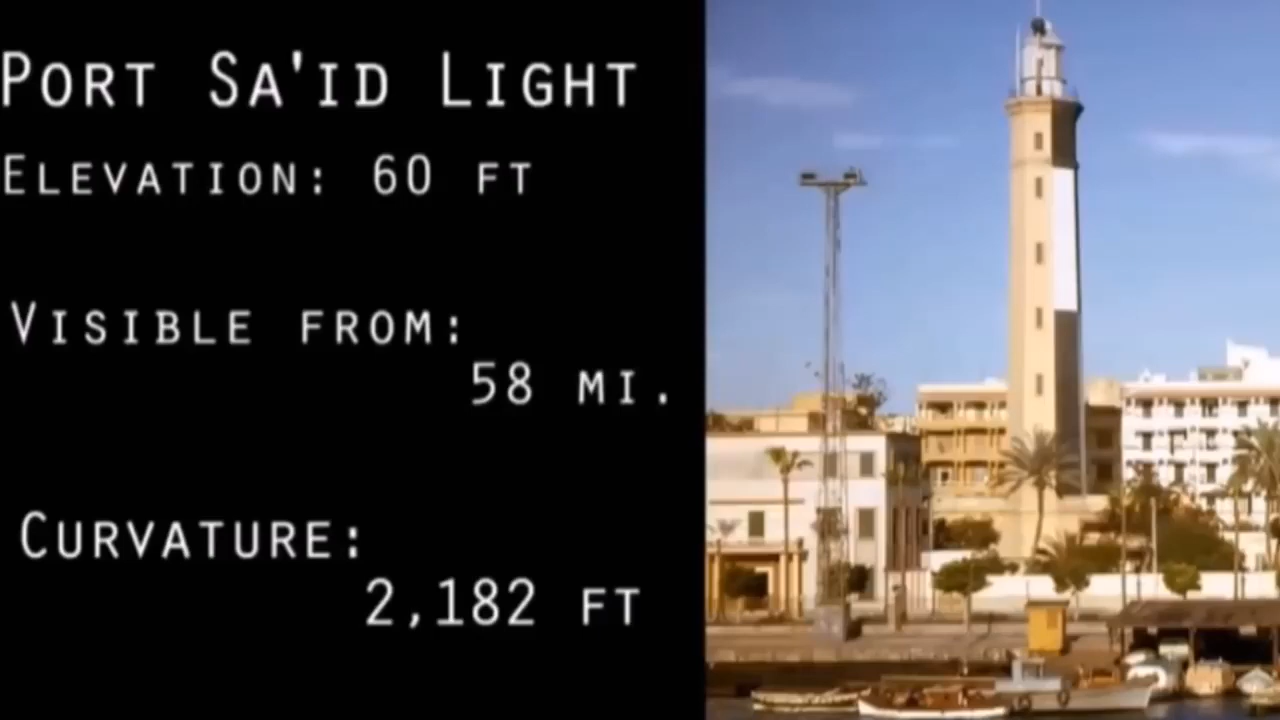 PORT SA'ID LIGHT
ELEVATION: 60 FT
VISIBLE FROM:
58 MI.
CURVATURE:
2,182 FT